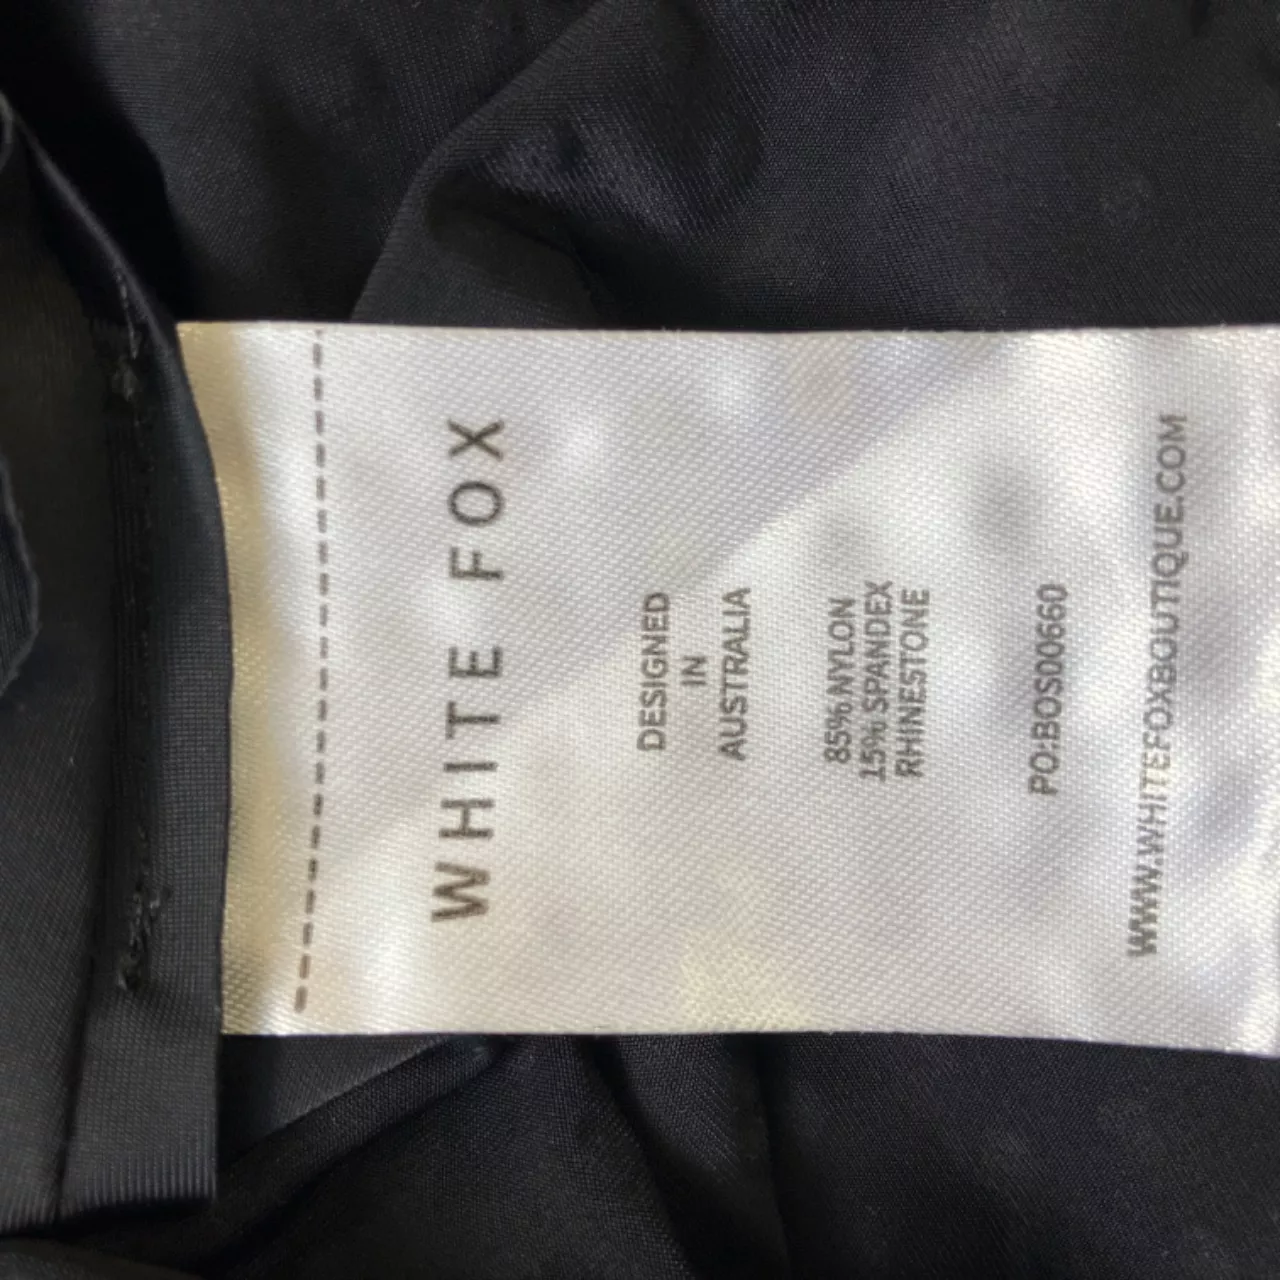 WHITE FOX
DESIGNED
IN
AUSTRALIA
85% NYLON
15% SPANDEX
RHINESTONE
PO:BOS00660
WWW.WHITEFOXBOUTIQUE.COM